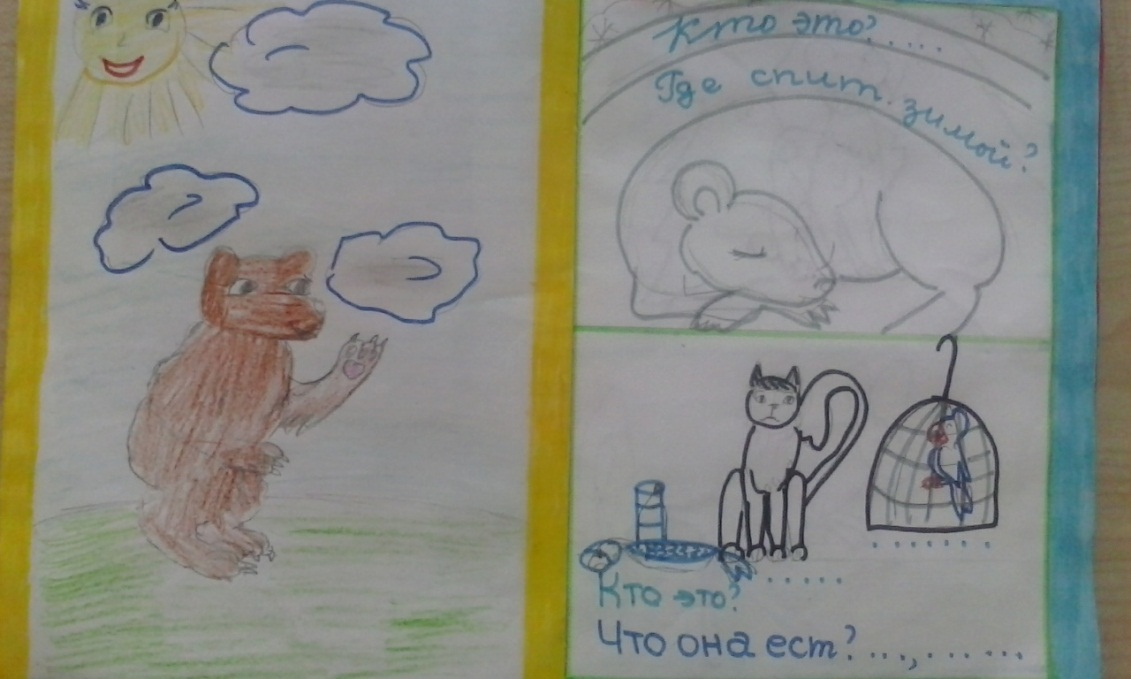 Кто это?.....
Где спит зимой?
.......
Кто это? .....
Что она ест? ...,......